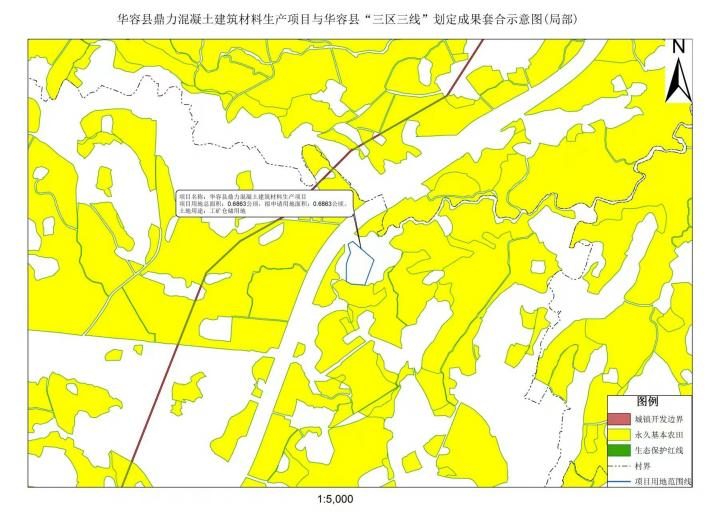 华容县鼎力混凝土建筑材料生产项目与华容县“三区三线”划定成果套合示意图(局部)
N
项目名称：华容县鼎力混凝土建筑材料生产项目
项目用地总面积：0.6863公顷，拟申请用地面积：0.6863公顷，
土地用途：工矿仓储用地
图例
城镇开发边界
永久基本农田
生态保护红线
村界
项目用地范围线
1:5,000